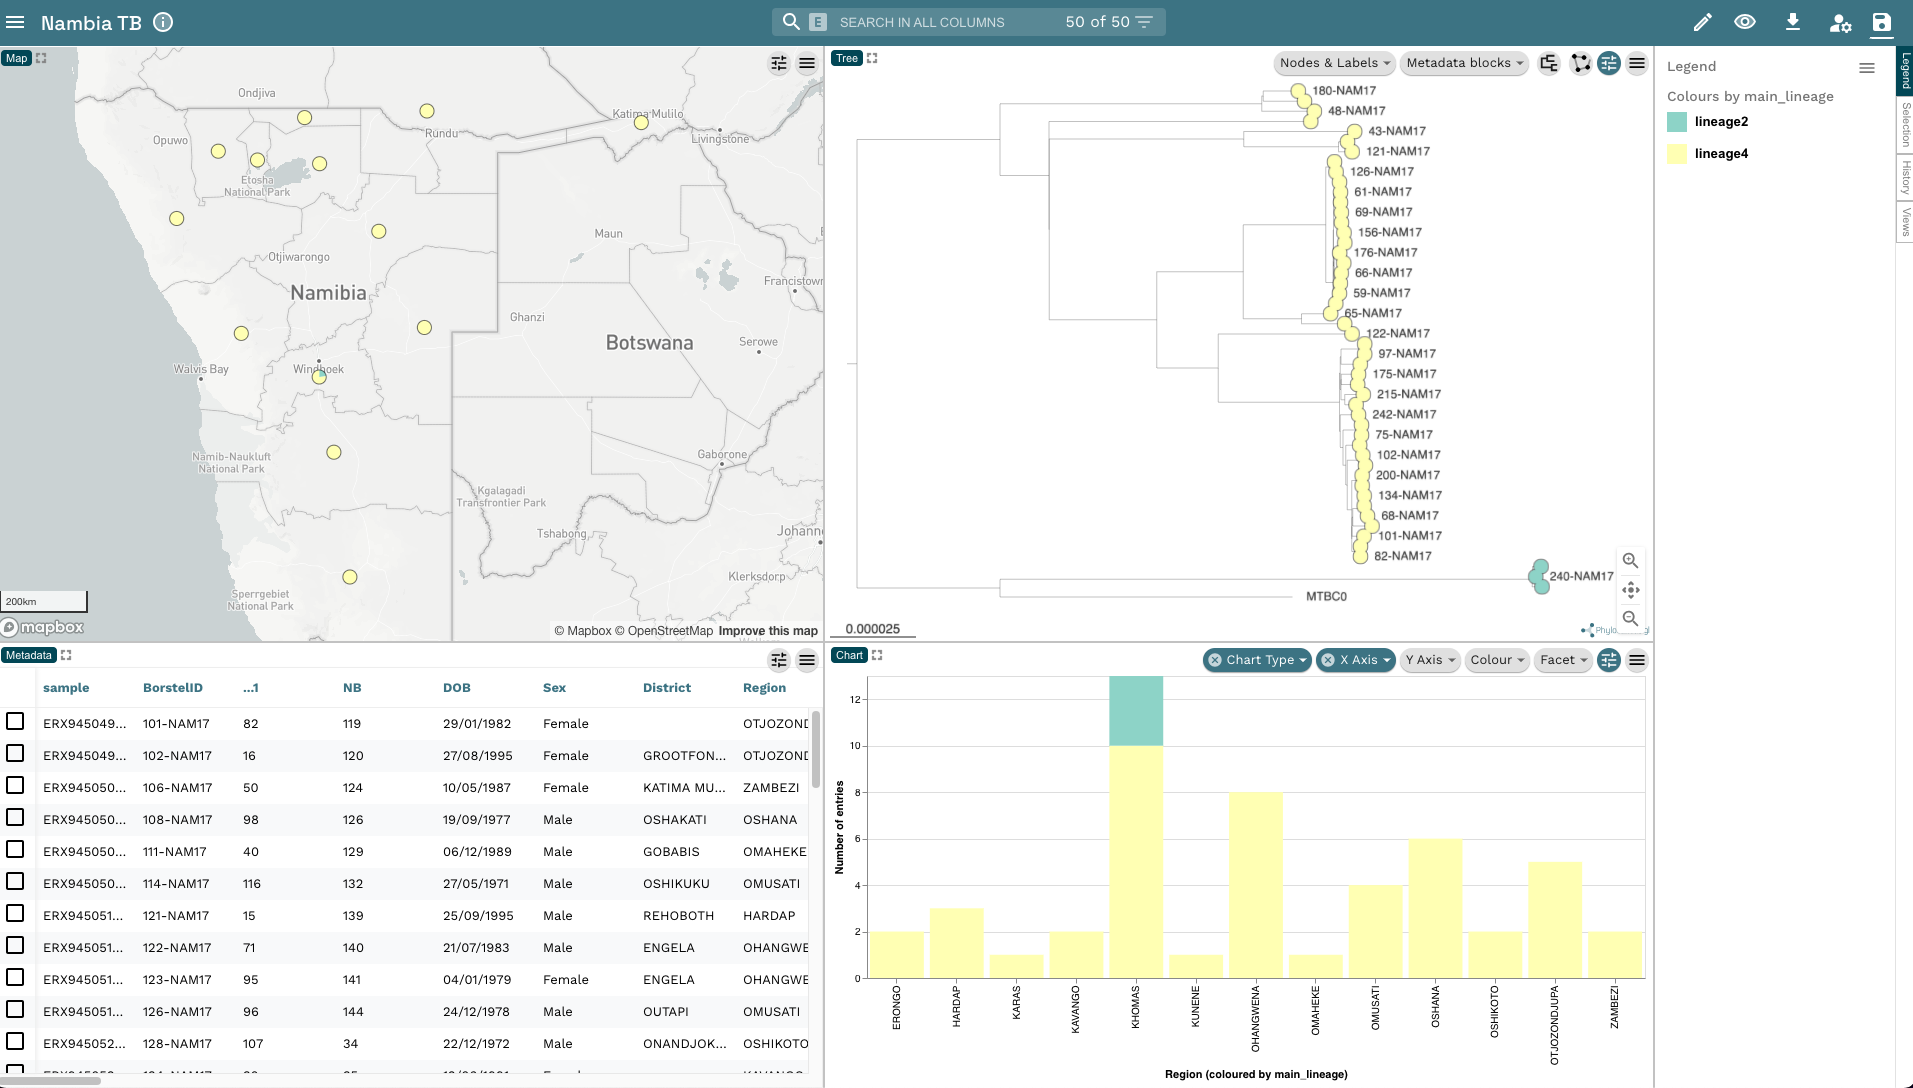 Nambia TB
E SEARCH IN ALL COLUMNS 50 of 50
Map
Ondjiva
Katima Mulilo
Rundu
Livingstone
Opuwo
Etosha
National Park
Maun
Otjiwarongo
Francistown
Namibia
Ghanzi
Botswana
Serowe
Walvis Bay
Windhoek
Namib-Naukluft
National Park
Gaborone
Kgalagadi
Transfrontier Park
Tshabong
Johann
Klerksdorp
Sperrgebiet
National Park
200km
mapbox
© Mapbox © OpenStreetMap Improve this map
Tree
Nodes & Labels
Metadata blocks
180-NAM17
48-NAM17
43-NAM17
121-NAM17
126-NAM17
61-NAM17
69-NAM17
156-NAM17
176-NAM17
66-NAM17
59-NAM17
65-NAM17
122-NAM17
97-NAM17
175-NAM17
215-NAM17
242-NAM17
75-NAM17
102-NAM17
200-NAM17
134-NAM17
68-NAM17
101-NAM17
82-NAM17
240-NAM17
MTBC0
0.000025
Legend
Colours by main_lineage
lineage2
lineage4
Legend
Selection
History
Views
Metadata
sample BorstelID ...1 NB DOB Sex District Region
ERX945049... 101-NAM17 82 119 29/01/1982 Female OTJOZOND
ERX945049... 102-NAM17 16 120 27/08/1995 Female GROOTFON... OTJOZOND
ERX945050... 106-NAM17 50 124 10/05/1987 Female KATIMA MU... ZAMBEZI
ERX945050... 108-NAM17 98 126 19/09/1977 Male OSHAKATI OSHANA
ERX945050... 111-NAM17 40 129 06/12/1989 Male GOBABIS OMAHEKE
ERX945050... 114-NAM17 116 132 27/05/1971 Male OSHIKUKU OMUSATI
ERX945051... 121-NAM17 15 139 25/09/1995 Male REHOBOTH HARDAP
ERX945051... 122-NAM17 71 140 21/07/1983 Male ENGELA OHANGWE
ERX945051... 123-NAM17 95 141 04/01/1979 Female ENGELA OHANGWE
ERX945051... 126-NAM17 96 144 24/12/1978 Male OUTAPI OMUSATI
ERX945052... 128-NAM17 107 34 22/12/1972 Male ONANDJOK... OSHIKOTO
Chart
Chart Type
X Axis
Y Axis
Colour
Facet
Number of entries
12
10
8
6
4
2
0
ERONGO
HARDAP
KARAS
KAVANGO
KHOMAS
KUNENE
OHANGWENA
OMAHEKE
OMUSATI
OSHANA
OSHIKOTO
OTJOZONDJUPA
ZAMBEZI
Region (coloured by main_lineage)